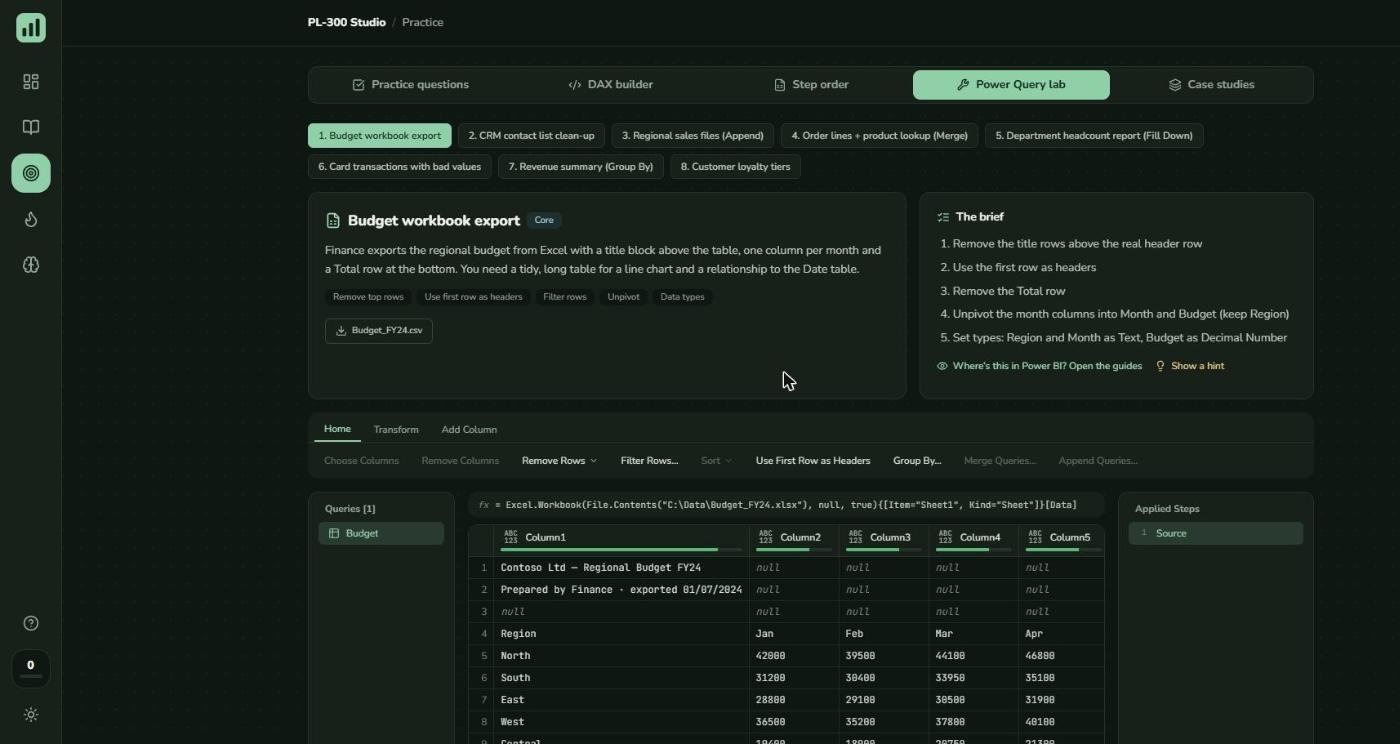 PL-300 Studio / Practice
Practice questions
DAX builder
Step order
Power Query lab
Case studies
1. Budget workbook export
2. CRM contact list clean-up
3. Regional sales files (Append)
4. Order lines + product lookup (Merge)
5. Department headcount report (Fill Down)
6. Card transactions with bad values
7. Revenue summary (Group By)
8. Customer loyalty tiers
Budget workbook export Core
Finance exports the regional budget from Excel with a title block above the table, one column per month and
a Total row at the bottom. You need a tidy, long table for a line chart and a relationship to the Date table.
Remove top rows
Use first row as headers
Filter rows
Unpivot
Data types
Budget_FY24.csv
The brief
1. Remove the title rows above the real header row
2. Use the first row as headers
3. Remove the Total row
4. Unpivot the month columns into Month and Budget (keep Region)
5. Set types: Region and Month as Text, Budget as Decimal Number
Where's this in Power BI? Open the guides
Show a hint
Home
Transform
Add Column
Choose Columns
Remove Columns
Remove Rows
Filter Rows...
Sort
Use First Row as Headers
Group By...
Merge Queries...
Append Queries...
Queries [1]
Budget
fx = Excel.Workbook(File.Contents("C:\Data\Budget_FY24.xlsx"), null, true){[Item="Sheet1", Kind="Sheet"]}[Data]
ABC 123 Column1 ABC 123 Column2 ABC 123 Column3 ABC 123 Column4 ABC 123 Column5
1 Contoso Ltd — Regional Budget FY24 null null null null
2 Prepared by Finance · exported 01/07/2024 null null null null
3 null null null null null
4 Region Jan Feb Mar Apr
5 North 42000 39500 44100 46800
6 South 31200 30400 33950 35100
7 East 28800 29100 30500 31900
8 West 36500 35200 37800 40100
Applied Steps
1 Source
0